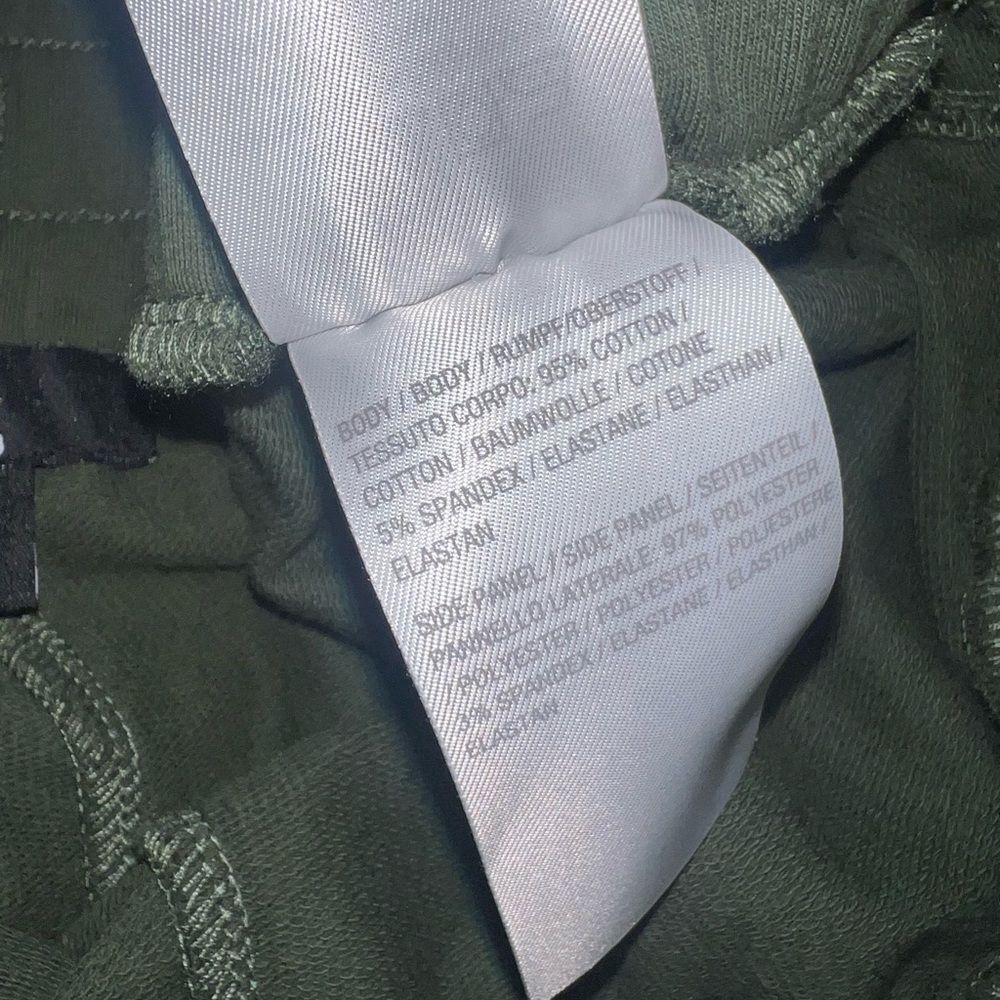 BODY / BODY / RUMPF/OBERSTOFF /
TESSUTO CORPO: 95% COTTON /
COTTON / BAUMWOLLE / COTONE
5% SPANDEX / ELASTANE / ELASTHAN /
ELASTAN
SIDE PANEL / SIDE PANEL / SEITENTEIL /
PANNELLO LATERALE: 97% POLYESTER
/ POLYESTER / POLYESTER / POLIESTERE
3% SPANDEX / ELASTANE / ELASTHAN /
ELASTAN